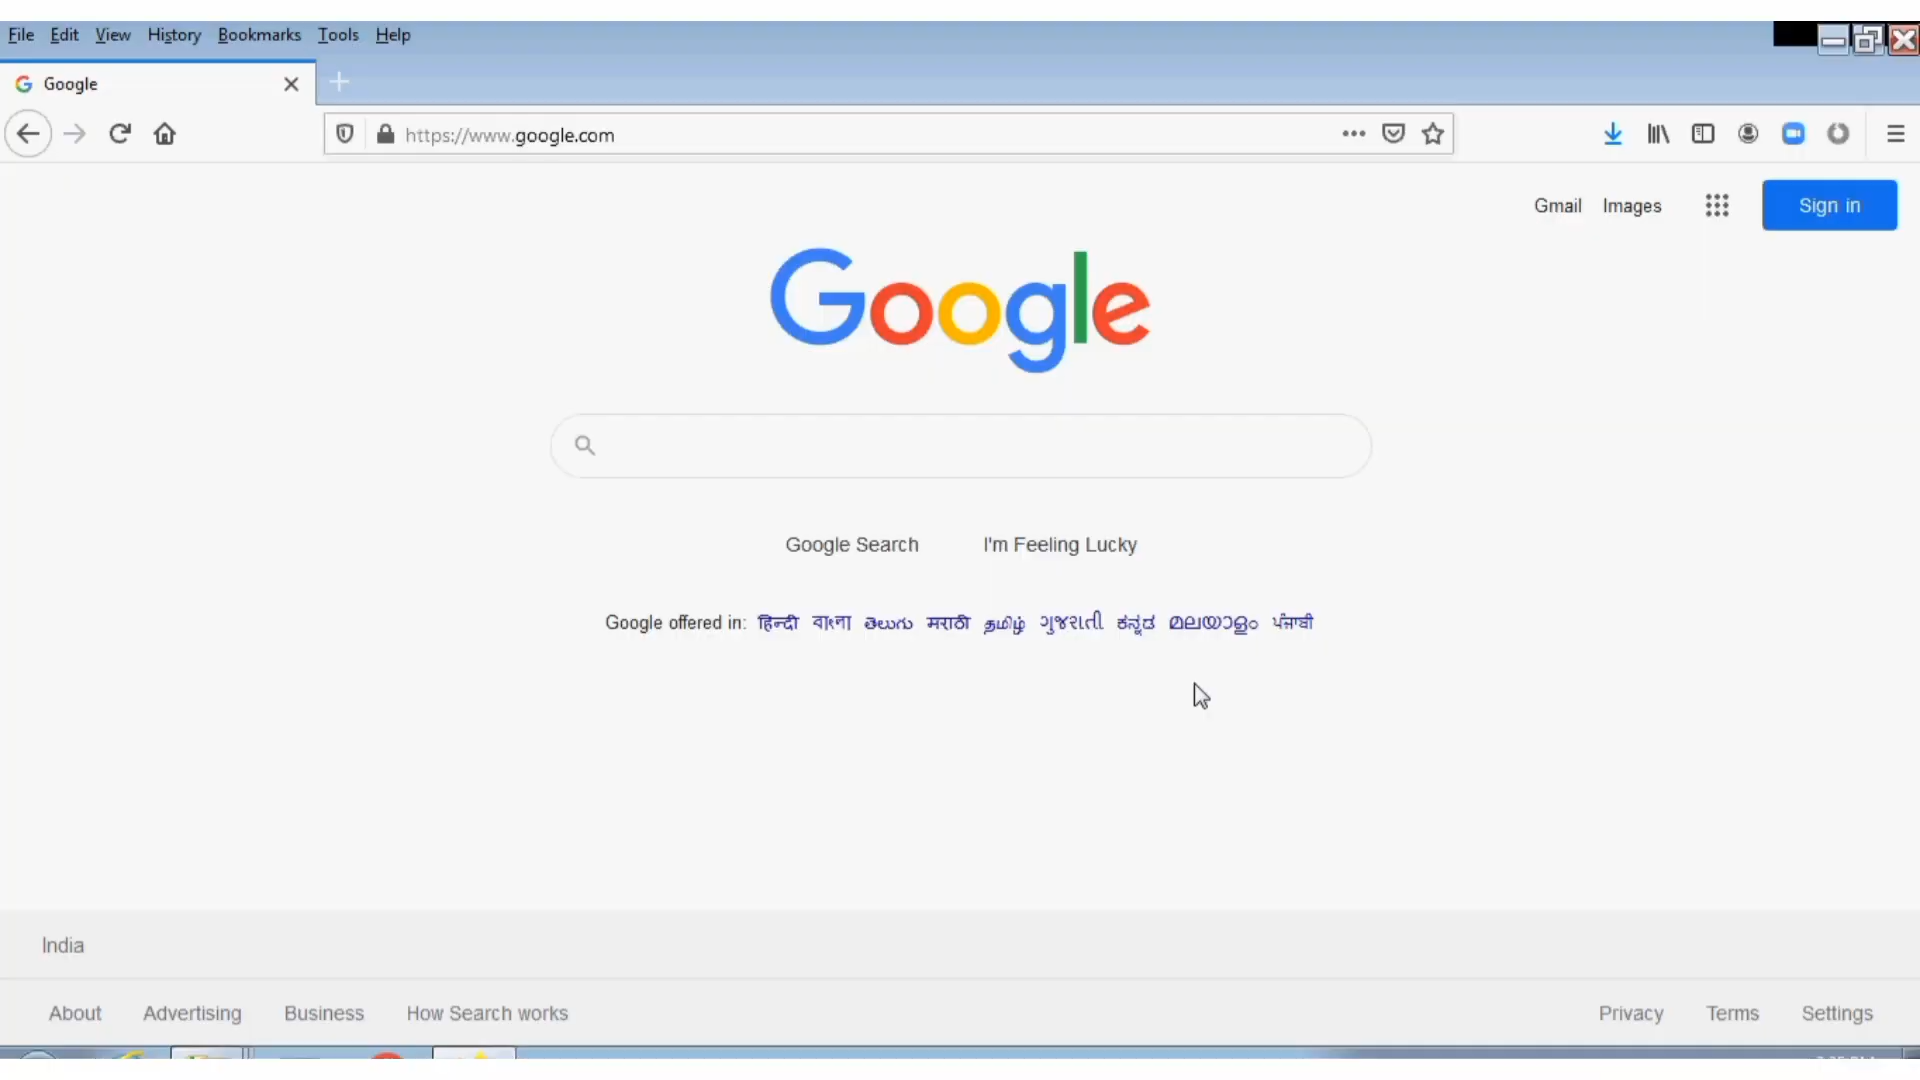 File Edit View History Bookmarks Tools Help
Google
https://www.google.com
Gmail Images Sign in
Google
Google Search I'm Feeling Lucky
Google offered in: हिन्दी বাংলা తెలుగు मराठी தமிழ் ગુજરાતી ಕನ್ನಡ മലയാളം ਪੰਜਾਬੀ
India
About Advertising Business How Search works Privacy Terms Settings